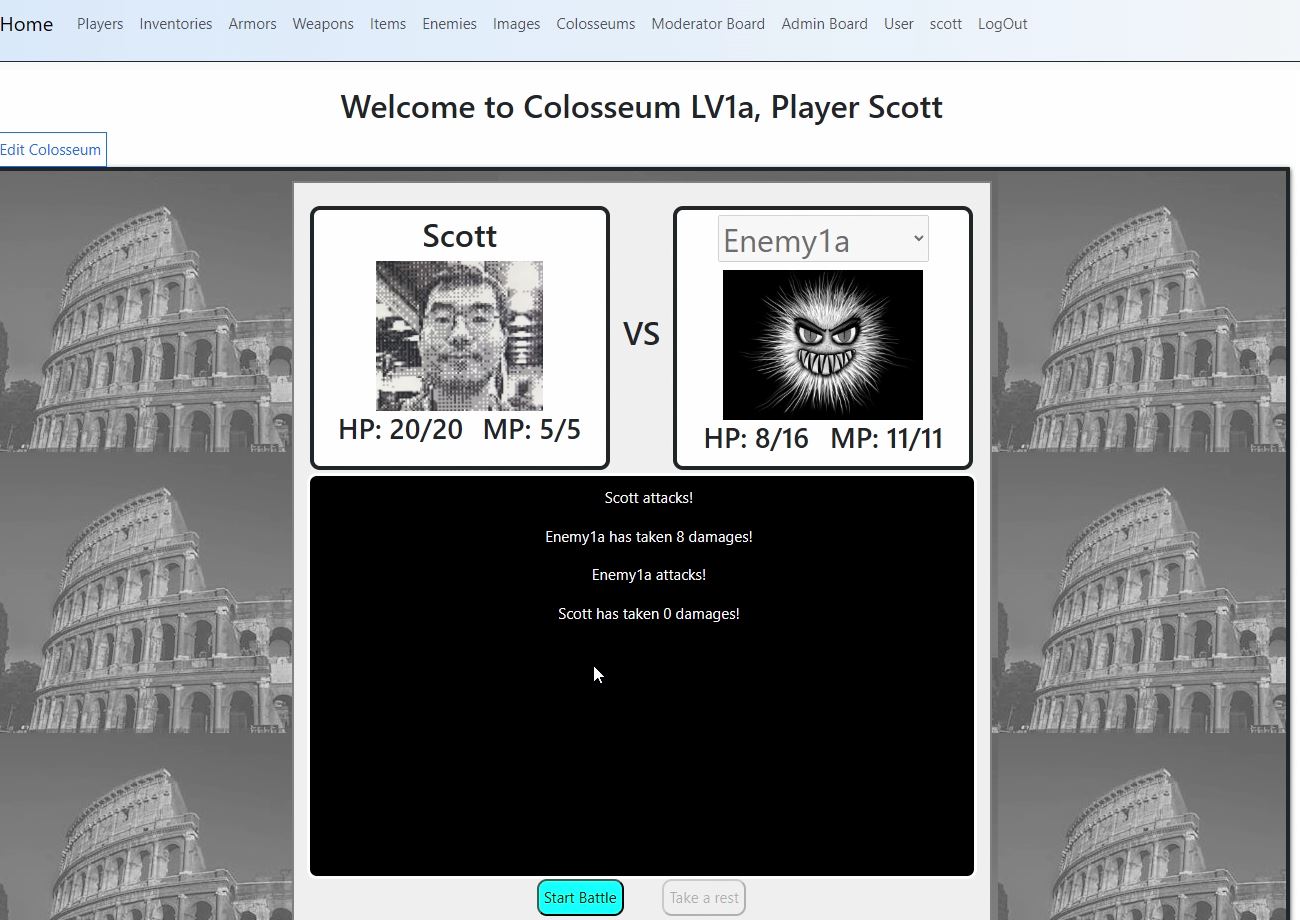 Home Players Inventories Armors Weapons Items Enemies Images Colosseums Moderator Board Admin Board User scott LogOut
Welcome to Colosseum LV1a, Player Scott
Edit Colosseum
Scott
HP: 20/20 MP: 5/5
VS
Enemy1a
HP: 8/16 MP: 11/11
Scott attacks!
Enemy1a has taken 8 damages!
Enemy1a attacks!
Scott has taken 0 damages!
Start Battle Take a rest